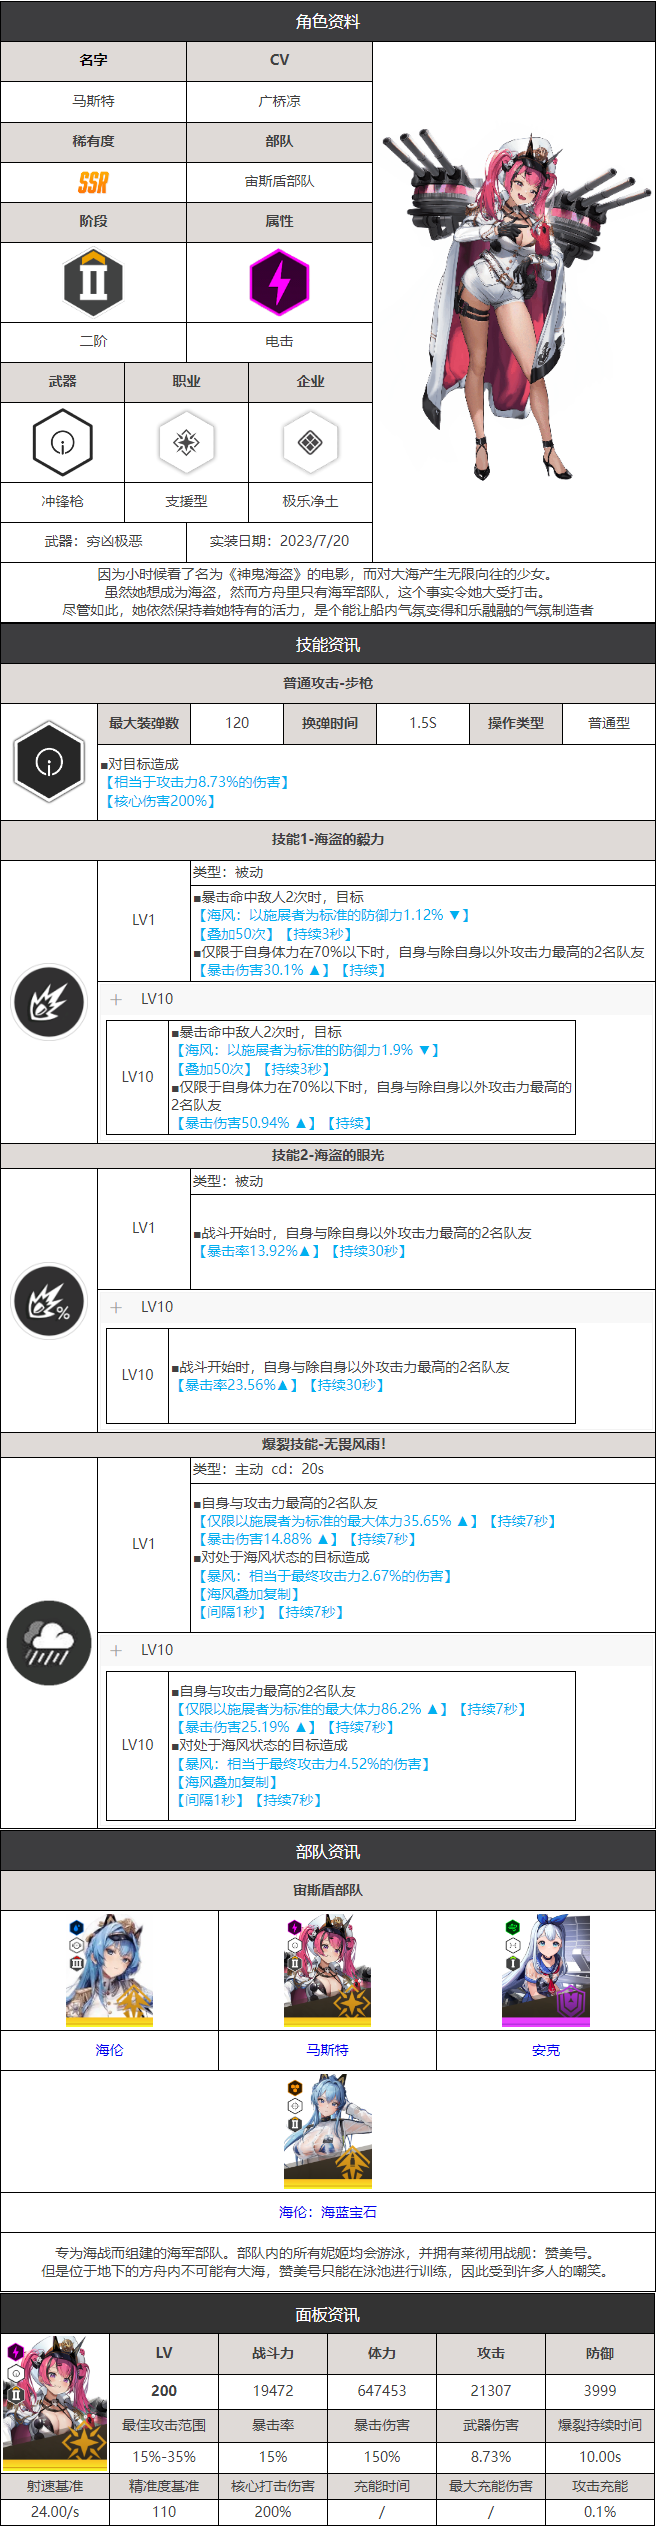 角色资料
名字
CV
马斯特
广桥凉
稀有度
部队
SSR
宙斯盾部队
阶段
属性
II
二阶
电击
武器
职业
企业
冲锋枪
支援型
极乐净土
武器：穷凶极恶
实装日期：2023/7/20
因为小时候看了名为《神鬼海盗》的电影，而对大海产生无限向往的少女。
虽然她想成为海盗，然而方舟里只有海军部队，这个事实令她大受打击。
尽管如此，她依然保持着她特有的活力，是个能让船内气氛变得和乐融融的气氛制造者
技能资讯
普通攻击-步枪
最大装弹数
120
换弹时间
1.5S
操作类型
普通型
■对目标造成
【相当于攻击力8.73%的伤害】
【核心伤害200%】
技能1-海盗的毅力
LV1
类型：被动
■暴击命中敌人2次时，目标
【海风：以施展者为标准的防御力1.12% ▼】
【叠加50次】【持续3秒】
■仅限于自身体力在70%以下时，自身与除自身以外攻击力最高的2名队友
【暴击伤害30.1% ▲】【持续】
＋ LV10
LV10
■暴击命中敌人2次时，目标
【海风：以施展者为标准的防御力1.9% ▼】
【叠加50次】【持续3秒】
■仅限于自身体力在70%以下时，自身与除自身以外攻击力最高的
2名队友
【暴击伤害50.94% ▲】【持续】
技能2-海盗的眼光
LV1
类型：被动
■战斗开始时，自身与除自身以外攻击力最高的2名队友
【暴击率13.92%▲】【持续30秒】
%
＋ LV10
LV10
■战斗开始时，自身与除自身以外攻击力最高的2名队友
【暴击率23.56%▲】【持续30秒】
爆裂技能-无畏风雨！
LV1
类型：主动 cd：20s
■自身与攻击力最高的2名队友
【仅限以施展者为标准的最大体力35.65% ▲】【持续7秒】
【暴击伤害14.88% ▲】【持续7秒】
■对处于海风状态的目标造成
【暴风：相当于最终攻击力2.67%的伤害】
【海风叠加复制】
【间隔1秒】【持续7秒】
＋ LV10
LV10
■自身与攻击力最高的2名队友
【仅限以施展者为标准的最大体力86.2% ▲】【持续7秒】
【暴击伤害25.19% ▲】【持续7秒】
■对处于海风状态的目标造成
【暴风：相当于最终攻击力4.52%的伤害】
【海风叠加复制】
【间隔1秒】【持续7秒】
部队资讯
宙斯盾部队
III
II
I
海伦
马斯特
安克
II
海伦：海蓝宝石
专为海战而组建的海军部队。部队内的所有妮姬均会游泳，并拥有莱彻用战舰：赞美号。
但是位于地下的方舟内不可能有大海，赞美号只能在泳池进行训练，因此受到许多人的嘲笑。
面板资讯
II
LV
战斗力
体力
攻击
防御
200
19472
647453
21307
3999
最佳攻击范围
暴击率
暴击伤害
武器伤害
爆裂持续时间
15%-35%
15%
150%
8.73%
10.00s
射速基准
精准度基准
核心打击伤害
充能时间
最大充能伤害
攻击充能
24.00/s
110
200%
/
/
0.1%